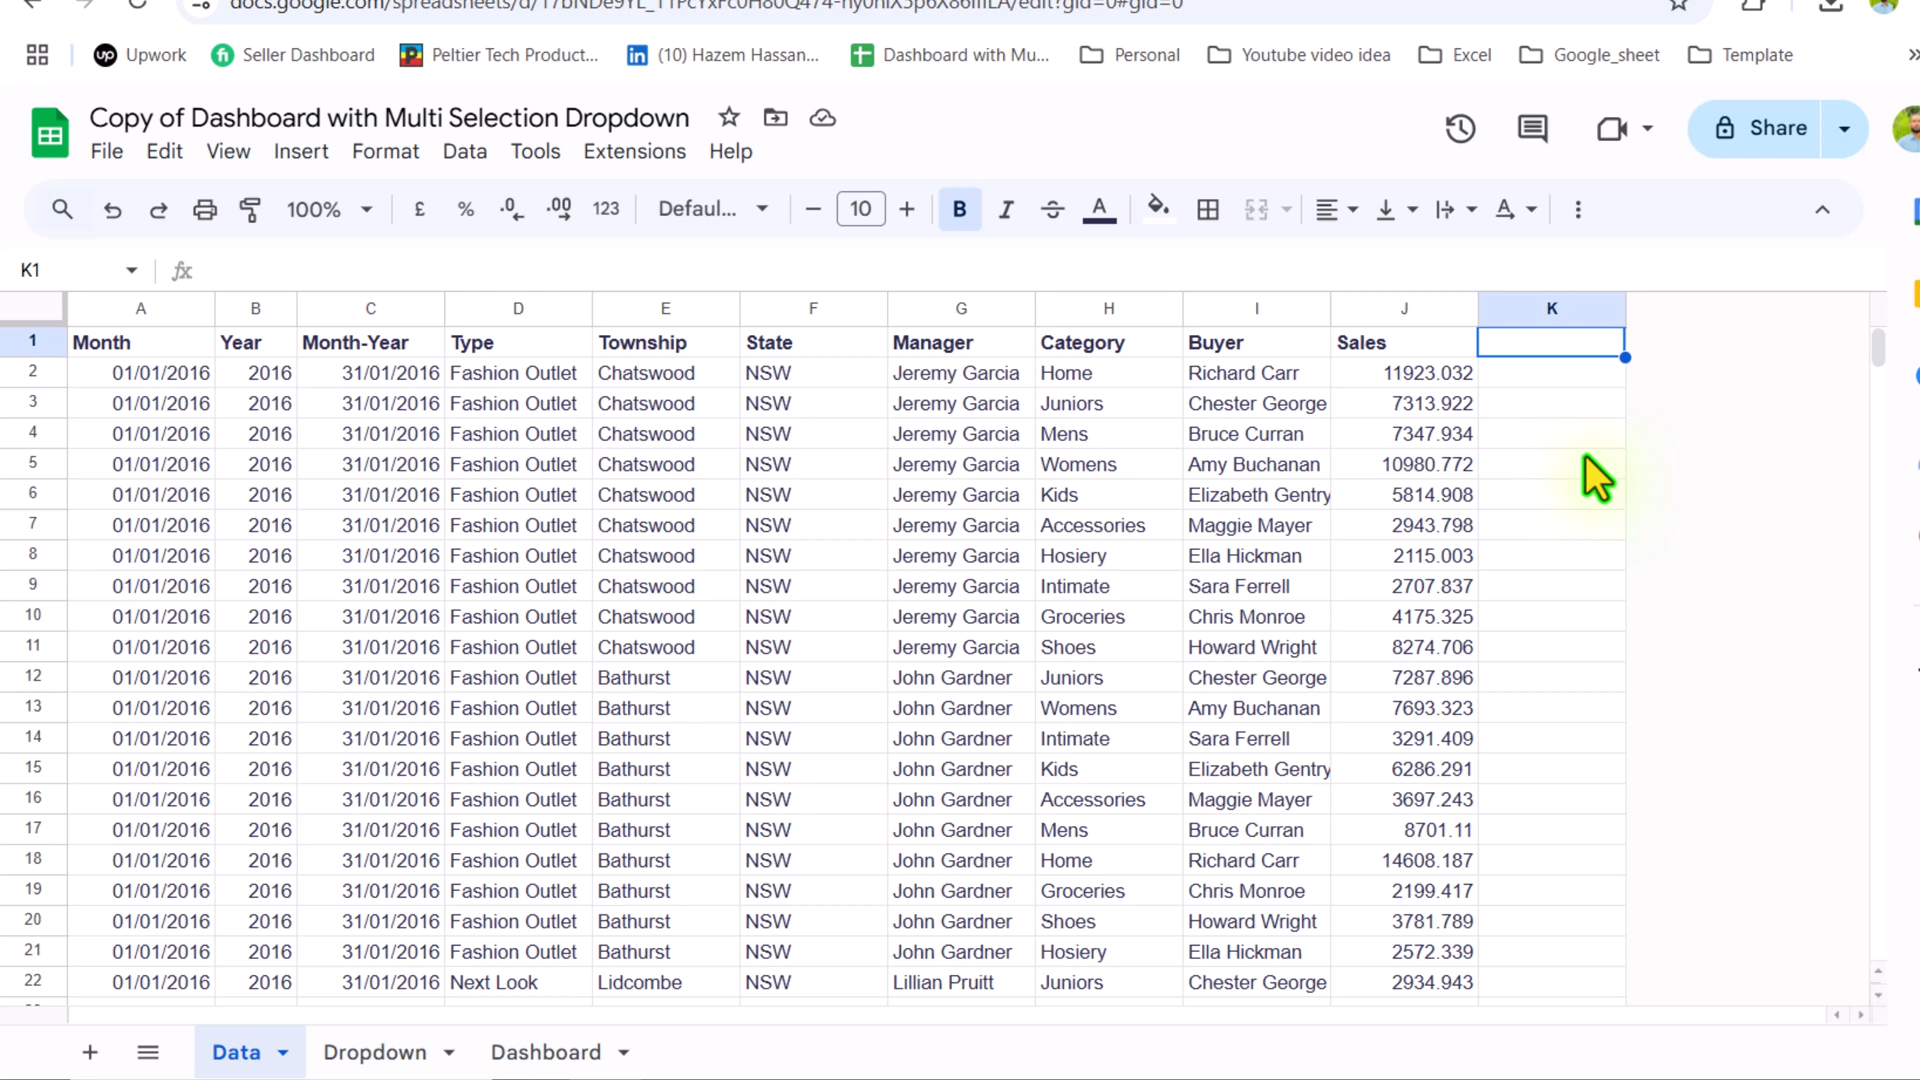 docs.google.com/spreadsheets/d/
Upwork Seller Dashboard Peltier Tech Product... (10) Hazem Hassan... Dashboard with Mu... Personal Youtube video idea Excel Google_sheet Template
Copy of Dashboard with Multi Selection Dropdown
File Edit View Insert Format Data Tools Extensions Help
Share
100% £ % .0 .00 123 Defaul... 10 B I A
K1 fx
A B C D E F G H I J K
1 Month Year Month-Year Type Township State Manager Category Buyer Sales
2 01/01/2016 2016 31/01/2016 Fashion Outlet Chatswood NSW Jeremy Garcia Home Richard Carr 11923.032
3 01/01/2016 2016 31/01/2016 Fashion Outlet Chatswood NSW Jeremy Garcia Juniors Chester George 7313.922
4 01/01/2016 2016 31/01/2016 Fashion Outlet Chatswood NSW Jeremy Garcia Mens Bruce Curran 7347.934
5 01/01/2016 2016 31/01/2016 Fashion Outlet Chatswood NSW Jeremy Garcia Womens Amy Buchanan 10980.772
6 01/01/2016 2016 31/01/2016 Fashion Outlet Chatswood NSW Jeremy Garcia Kids Elizabeth Gentry 5814.908
7 01/01/2016 2016 31/01/2016 Fashion Outlet Chatswood NSW Jeremy Garcia Accessories Maggie Mayer 2943.798
8 01/01/2016 2016 31/01/2016 Fashion Outlet Chatswood NSW Jeremy Garcia Hosiery Ella Hickman 2115.003
9 01/01/2016 2016 31/01/2016 Fashion Outlet Chatswood NSW Jeremy Garcia Intimate Sara Ferrell 2707.837
10 01/01/2016 2016 31/01/2016 Fashion Outlet Chatswood NSW Jeremy Garcia Groceries Chris Monroe 4175.325
11 01/01/2016 2016 31/01/2016 Fashion Outlet Chatswood NSW Jeremy Garcia Shoes Howard Wright 8274.706
12 01/01/2016 2016 31/01/2016 Fashion Outlet Bathurst NSW John Gardner Juniors Chester George 7287.896
13 01/01/2016 2016 31/01/2016 Fashion Outlet Bathurst NSW John Gardner Womens Amy Buchanan 7693.323
14 01/01/2016 2016 31/01/2016 Fashion Outlet Bathurst NSW John Gardner Intimate Sara Ferrell 3291.409
15 01/01/2016 2016 31/01/2016 Fashion Outlet Bathurst NSW John Gardner Kids Elizabeth Gentry 6286.291
16 01/01/2016 2016 31/01/2016 Fashion Outlet Bathurst NSW John Gardner Accessories Maggie Mayer 3697.243
17 01/01/2016 2016 31/01/2016 Fashion Outlet Bathurst NSW John Gardner Mens Bruce Curran 8701.11
18 01/01/2016 2016 31/01/2016 Fashion Outlet Bathurst NSW John Gardner Home Richard Carr 14608.187
19 01/01/2016 2016 31/01/2016 Fashion Outlet Bathurst NSW John Gardner Groceries Chris Monroe 2199.417
20 01/01/2016 2016 31/01/2016 Fashion Outlet Bathurst NSW John Gardner Shoes Howard Wright 3781.789
21 01/01/2016 2016 31/01/2016 Fashion Outlet Bathurst NSW John Gardner Hosiery Ella Hickman 2572.339
22 01/01/2016 2016 31/01/2016 Next Look Lidcombe NSW Lillian Pruitt Juniors Chester George 2934.943
Data Dropdown Dashboard